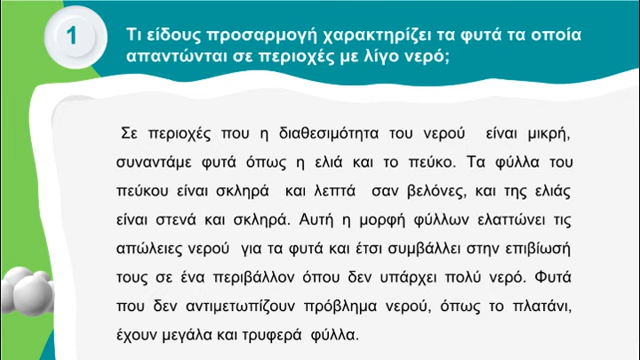 1
Τι είδους προσαρμογή χαρακτηρίζει τα φυτά τα οποία
απαντώνται σε περιοχές με λίγο νερό;
Σε περιοχές που η διαθεσιμότητα του νερού είναι μικρή,
συναντάμε φυτά όπως η ελιά και το πεύκο. Τα φύλλα του
πεύκου είναι σκληρά και λεπτά σαν βελόνες, και της ελιάς
είναι στενά και σκληρά. Αυτή η μορφή φύλλων ελαττώνει τις
απώλειες νερού για τα φυτά και έτσι συμβάλλει στην επιβίωσή
τους σε ένα περιβάλλον όπου δεν υπάρχει πολύ νερό. Φυτά
που δεν αντιμετωπίζουν πρόβλημα νερού, όπως το πλατάνι,
έχουν μεγάλα και τρυφερά φύλλα.